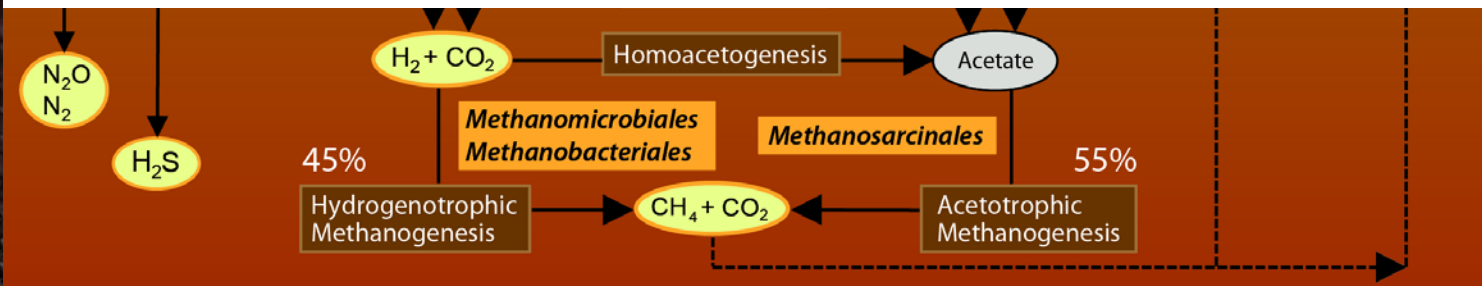 N₂O
N₂
H₂S
H₂ + CO₂
Homoacetogenesis
Acetate
Methanomicrobiales
Methanobacteriales
Methanosarcinales
45%
55%
Hydrogenotrophic
Methanogenesis
CH₄ + CO₂
Acetotrophic
Methanogenesis